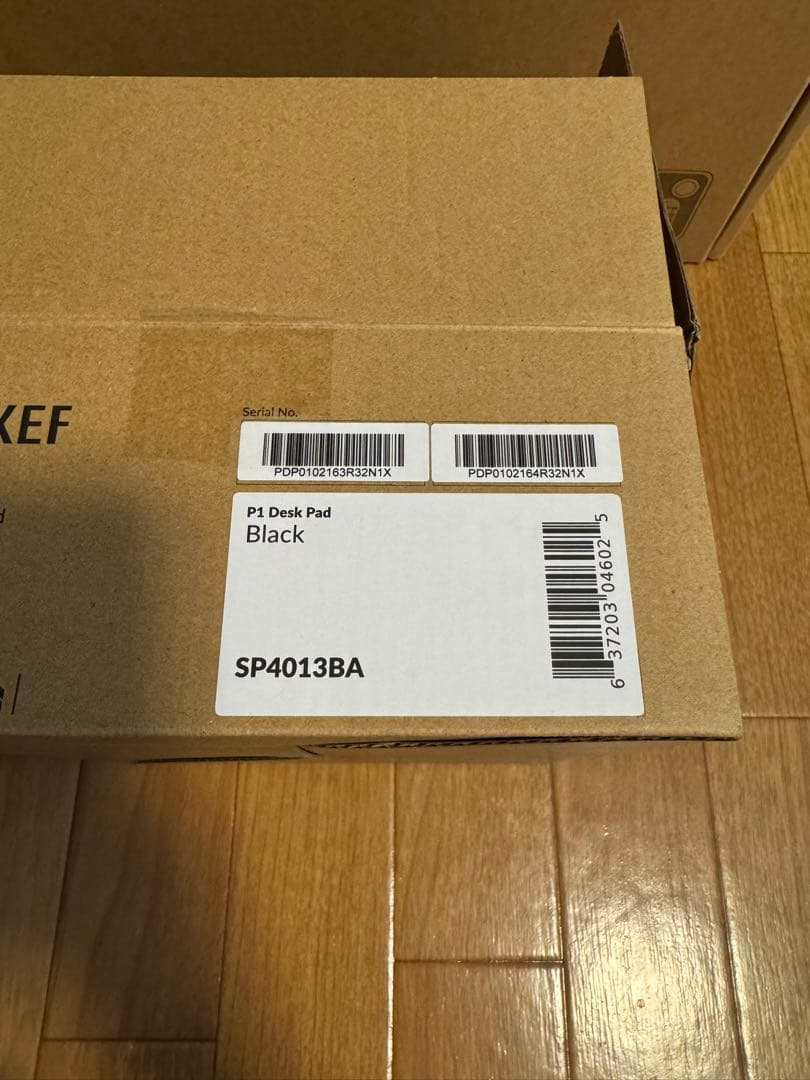 KEF
Serial No.
PDP0102163R32N1X
PDP0102164R32N1X
P1 Desk Pad
Black
SP4013BA
6 37203 04602 5